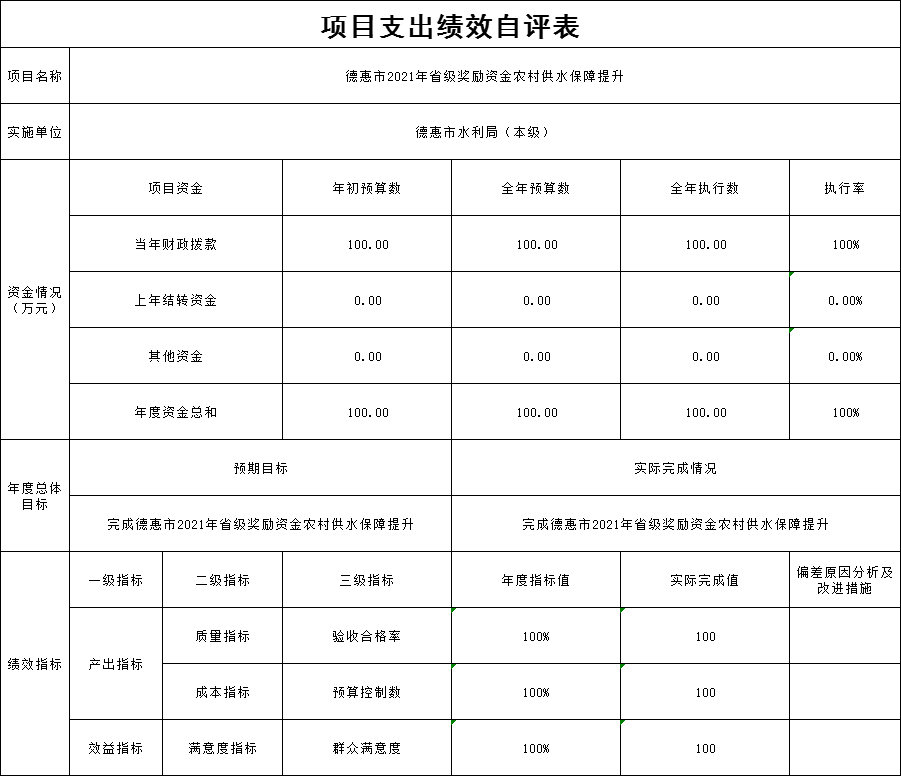 项目支出绩效自评表
项目名称 德惠市2021年省级奖励资金农村供水保障提升
实施单位 德惠市水利局（本级）
资金情况
（万元）
项目资金 年初预算数 全年预算数 全年执行数 执行率
当年财政拨款 100.00 100.00 100.00 100%
上年结转资金 0.00 0.00 0.00 0.00%
其他资金 0.00 0.00 0.00 0.00%
年度资金总和 100.00 100.00 100.00 100%
年度总体
目标
预期目标 实际完成情况
完成德惠市2021年省级奖励资金农村供水保障提升 完成德惠市2021年省级奖励资金农村供水保障提升
绩效指标
一级指标 二级指标 三级指标 年度指标值 实际完成值 偏差原因分析及
改进措施
产出指标 质量指标 验收合格率 100% 100
成本指标 预算控制数 100% 100
效益指标 满意度指标 群众满意度 100% 100